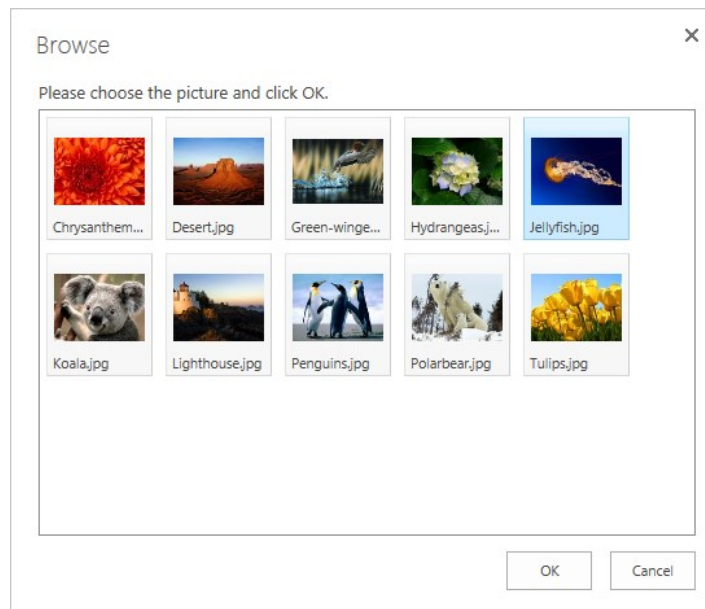 Browse
Please choose the picture and click OK.
Chrysanthem... Desert.jpg Green-winge... Hydrangeas.j... Jellyfish.jpg
Koala.jpg Lighthouse.jpg Penguins.jpg Polarbear.jpg Tulips.jpg
OK Cancel